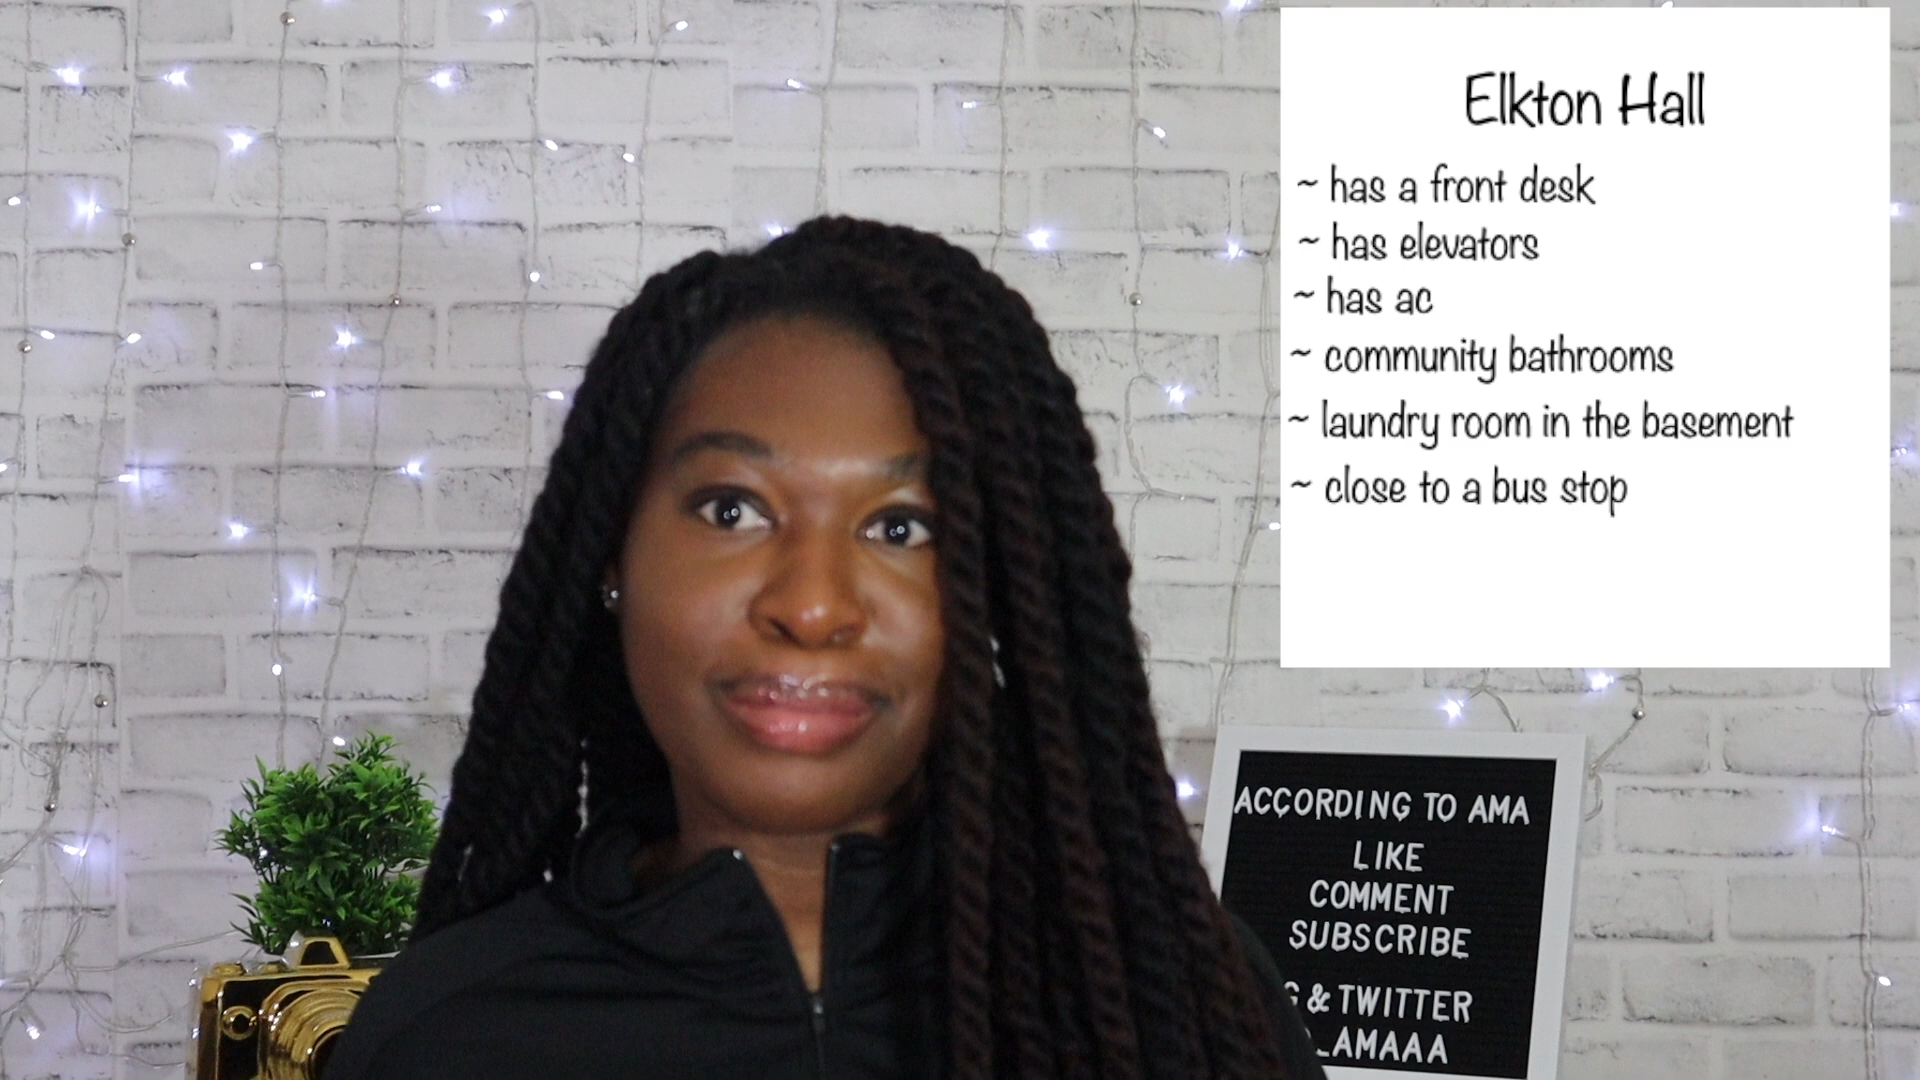 Elkton Hall
~ has a front desk
~ has elevators
~ has ac
~ community bathrooms
~ laundry room in the basement
~ close to a bus stop
ACCORDING TO AMA
LIKE
COMMENT
SUBSCRIBE
& TWITTER
_AMAAA